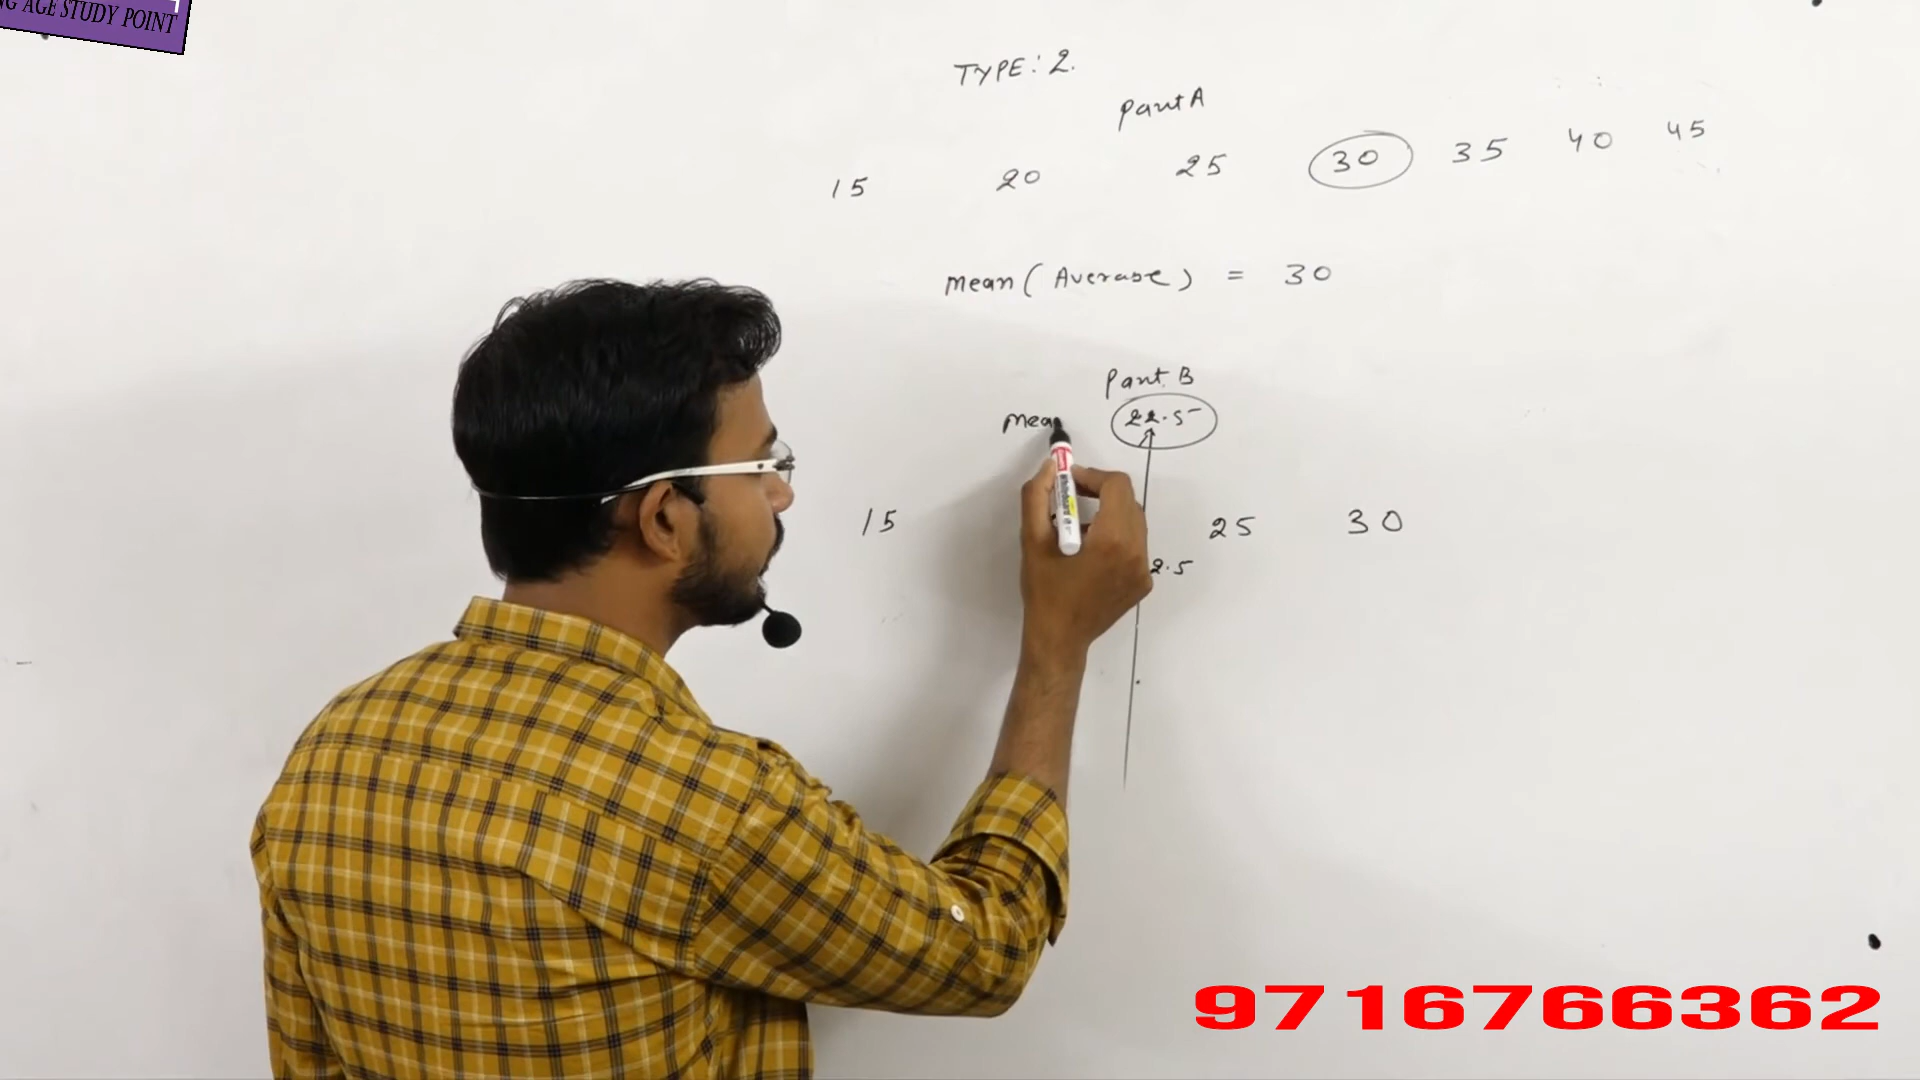 NG AGE STUDY POINT
TYPE: 2.
Part A
15 20 25 30 35 40 45
mean (Average) = 30
Part B
mea 22.5
15 25 30
2.5
9716766362